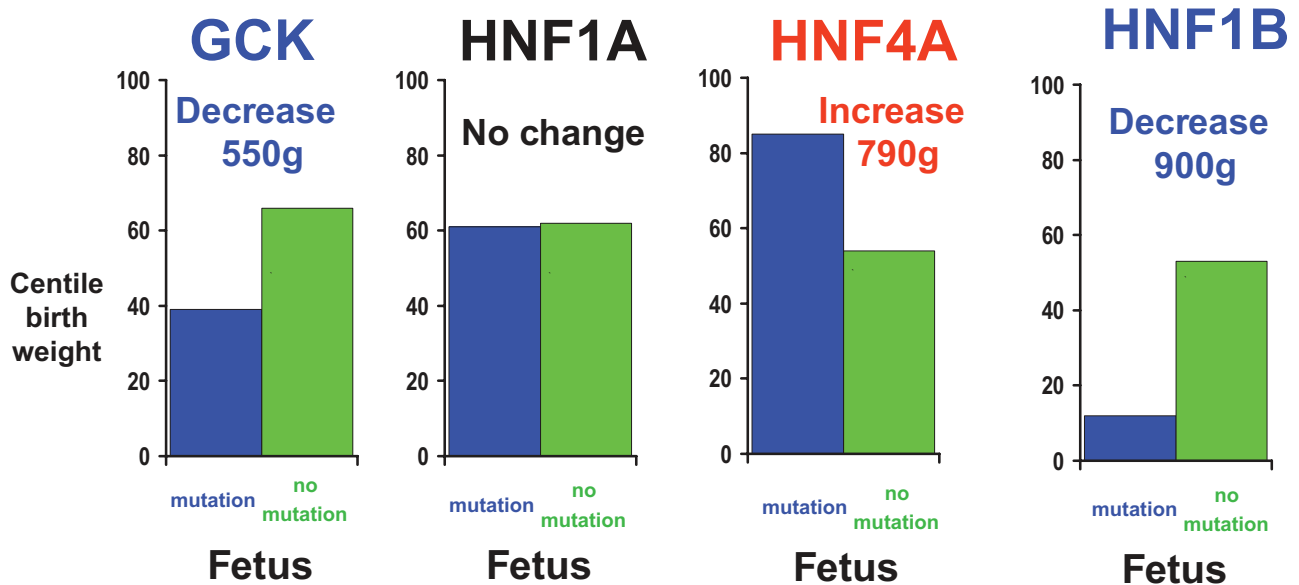 GCK
HNF1A
HNF4A
HNF1B
Centile
birth
weight
100
80
60
40
20
0
Decrease
550g
mutation
no
mutation
Fetus
100
80
60
40
20
0
No change
mutation
no
mutation
Fetus
100
80
60
40
20
0
Increase
790g
mutation
no
mutation
Fetus
100
80
60
40
20
0
Decrease
900g
mutation
no
mutation
Fetus